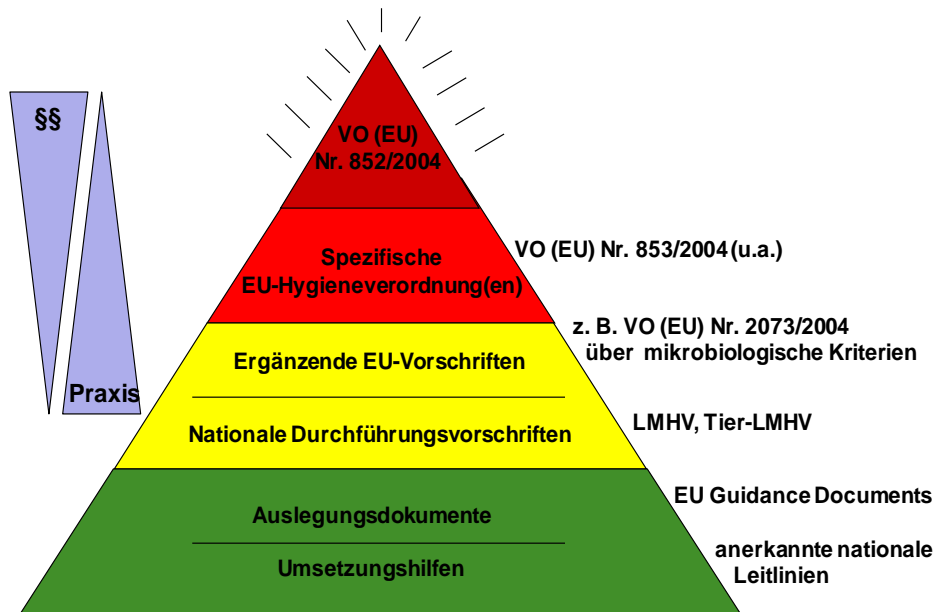 §§
VO (EU)
Nr. 852/2004
Spezifische
EU-Hygieneverordnung(en)
VO (EU) Nr. 853/2004 (u.a.)
z. B. VO (EU) Nr. 2073/2004
über mikrobiologische Kriterien
Ergänzende EU-Vorschriften
Praxis
Nationale Durchführungsvorschriften
LMHV, Tier-LMHV
EU Guidance Documents
Auslegungsdokumente
anerkannte nationale
Leitlinien
Umsetzungshilfen